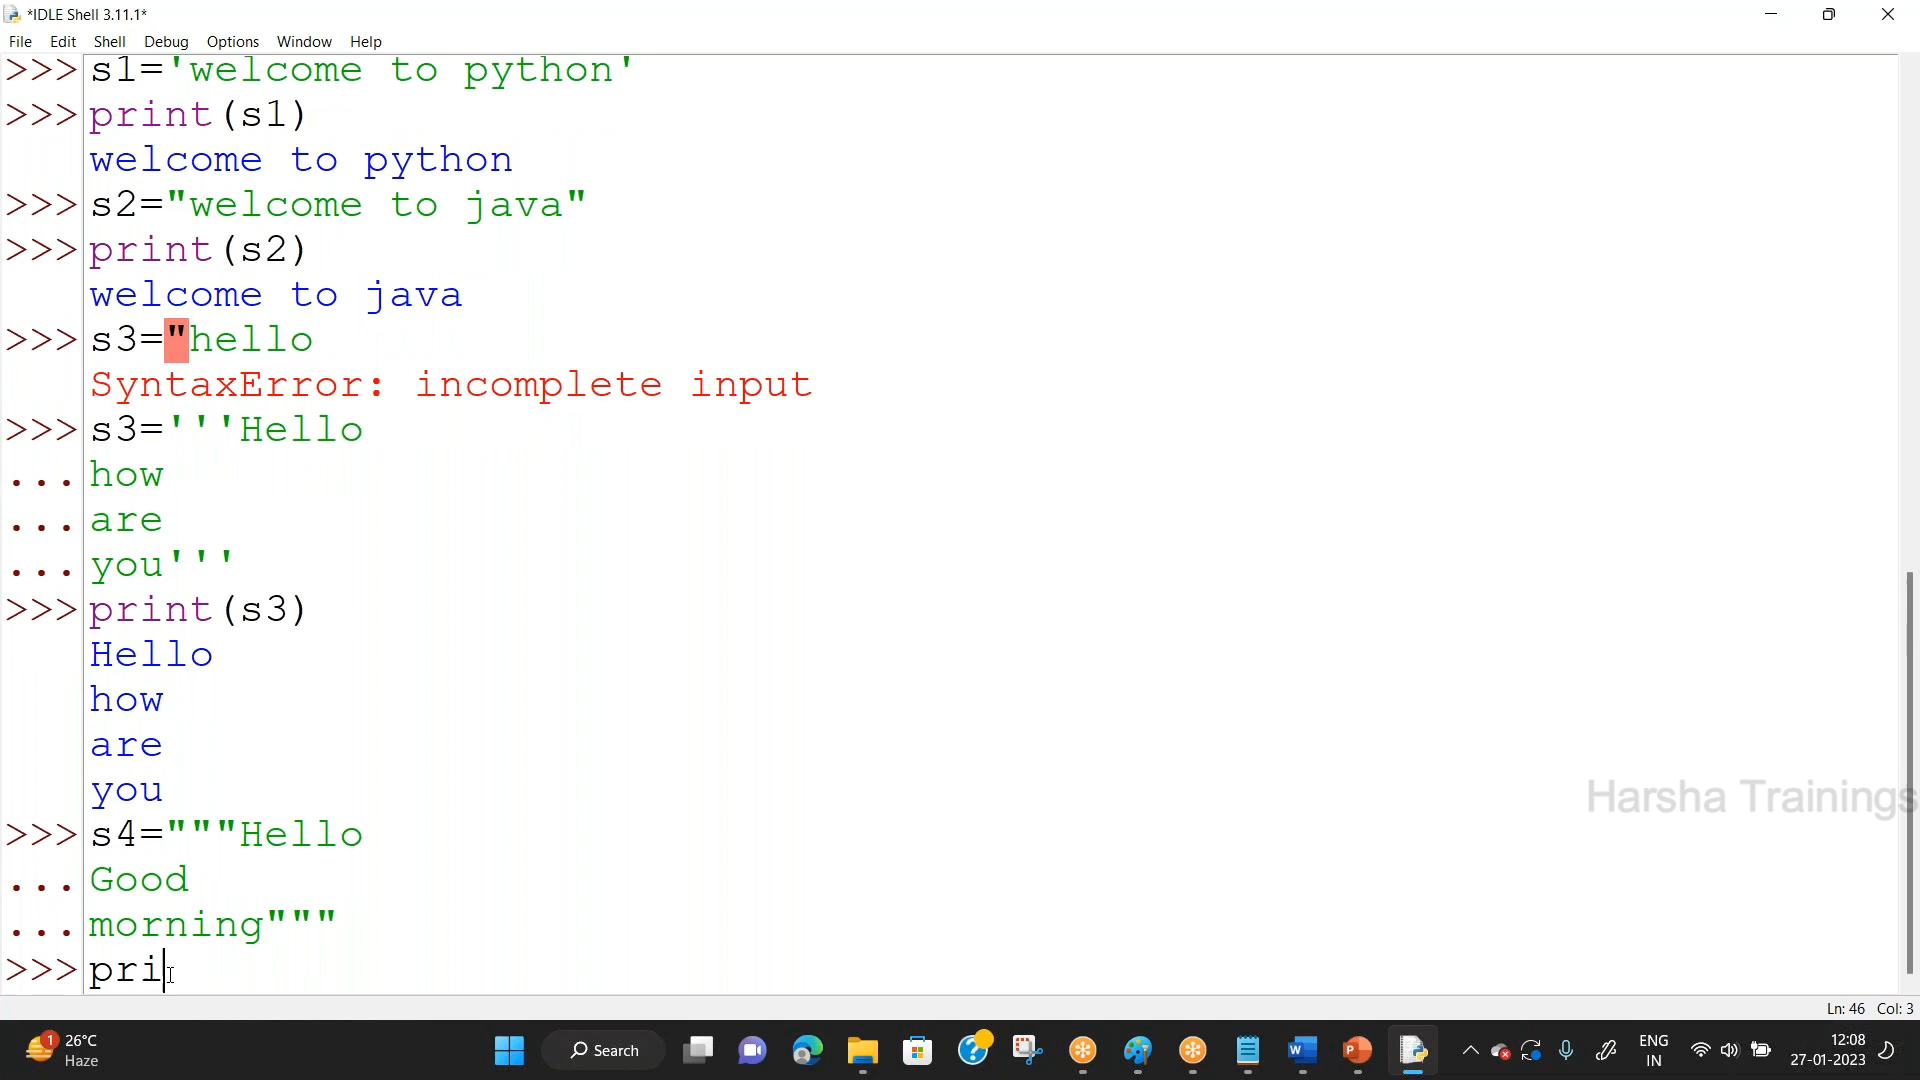 *IDLE Shell 3.11.1*
File Edit Shell Debug Options Window Help
>>> s1='welcome to python'
>>> print(s1)
welcome to python
>>> s2="welcome to java"
>>> print(s2)
welcome to java
>>> s3="hello
SyntaxError: incomplete input
>>> s3='''Hello
... how
... are
... you'''
>>> print(s3)
Hello
how
are
you
>>> s4="""Hello
... Good
... morning"""
>>> pri
Harsha Trainings
Ln: 46 Col: 3
1 26°C
Haze
Search
W
P
ENG
IN
12:08
27-01-2023